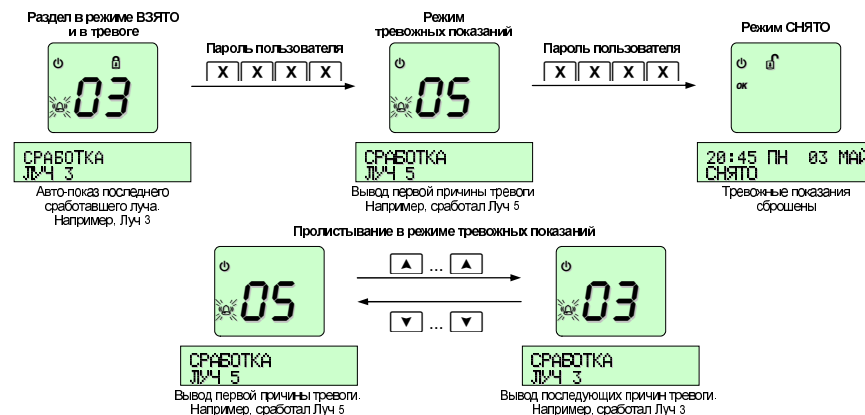 Раздел в режиме ВЗЯТО
и в тревоге
Пароль пользователя
Режим
тревожных показаний
Пароль пользователя
Режим СНЯТО
03
X X X X
05
X X X X
OK
СРАБОТКА
ЛУЧ 3
СРАБОТКА
ЛУЧ 5
20:45 ПН 03 МАЙ
СНЯТО
Авто-показ последнего
сработавшего луча.
Например, Луч 3
Вывод первой причины тревоги
Например, сработал Луч 5
Тревожные показания
сброшены
Пролистывание в режиме тревожных показаний
05
...
...
03
СРАБОТКА
ЛУЧ 5
СРАБОТКА
ЛУЧ 3
Вывод первой причины тревоги.
Например, сработал Луч 5
Вывод последующих причин тревоги.
Например, сработал Луч 3